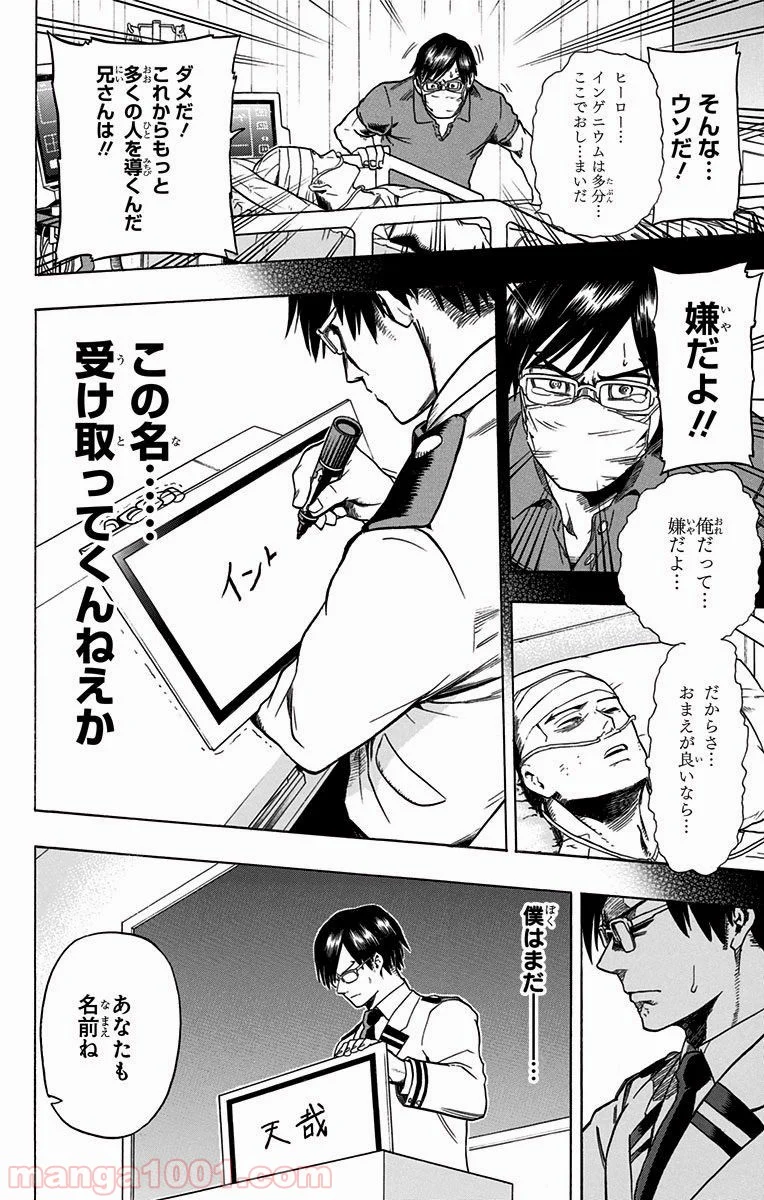 そんな…
ウソだ！
ヒーロー…
インゲニウムは多分…
ここでおし…まいだ
ダメだ！
これからもっと
多くの人を導くんだ
兄さんは！！
嫌だよ！！
俺だって…
嫌だよ…
だからさ…
おまえが良いなら…
この名………
受け取ってくんねえか
イント
僕はまだ――…
あなたも
名前ね
天哉
manga1001.com